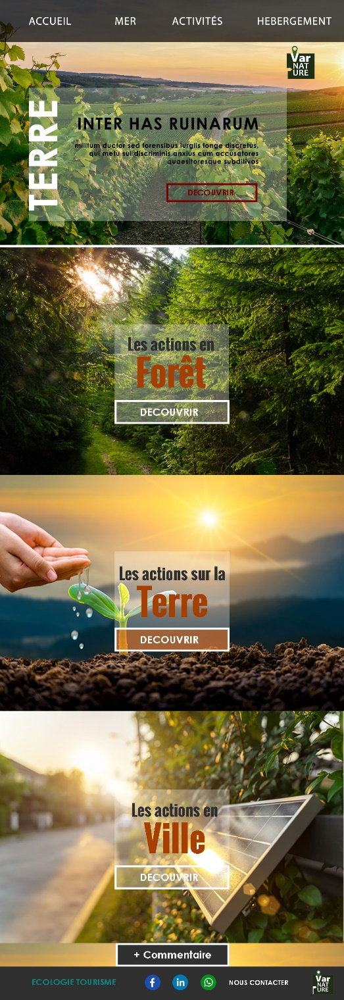 ACCUEIL MER ACTIVITÉS HEBERGEMENT
Var
NAT
URE
TERRE
INTER HAS RUINARUM
militum ductor sed forensibus iurgiis longe discretus,
qui metu sui discriminis anxius cum accusatores
quaesitoresque subditivos
DECOUVRIR
Les actions en
Forêt
DECOUVRIR
Les actions sur la
Terre
DECOUVRIR
Les actions en
Ville
DECOUVRIR
+ Commentaire
ECOLOGIE TOURISME f in NOUS CONTACTER
Var
NAT
URE